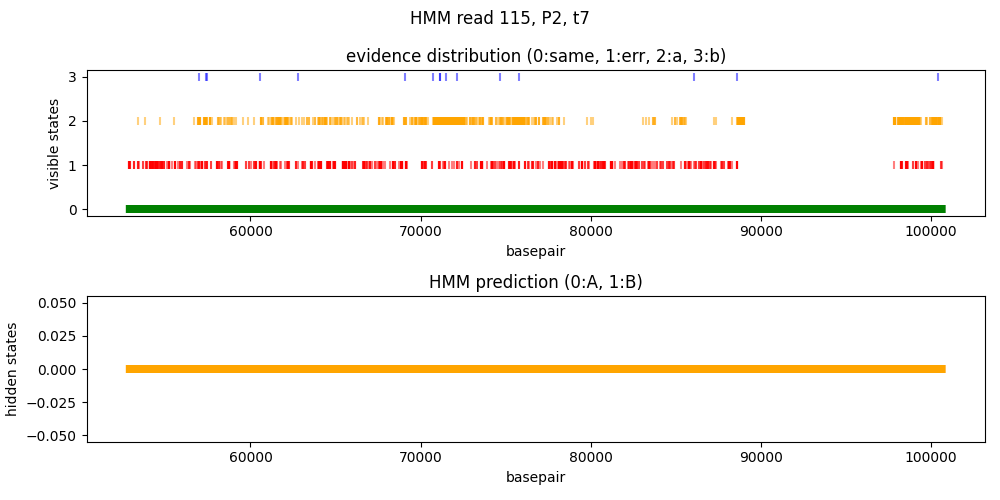 HMM read 115, P2, t7
evidence distribution (0:same, 1:err, 2:a, 3:b)
visible states
3
2
1
0
60000 70000 80000 90000 100000
basepair
HMM prediction (0:A, 1:B)
hidden states
0.050
0.025
0.000
−0.025
−0.050
60000 70000 80000 90000 100000
basepair